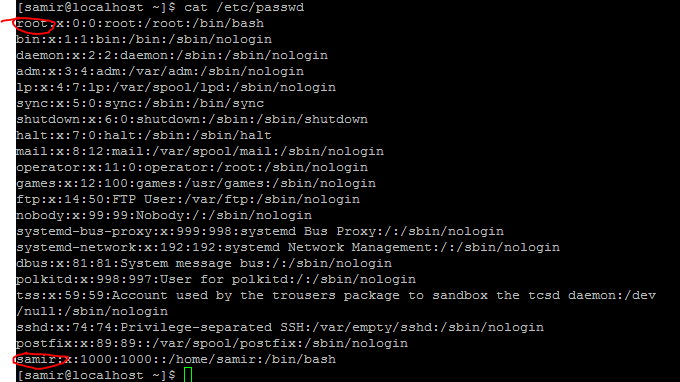 [samir@localhost ~]$ cat /etc/passwd
root:x:0:0:root:/root:/bin/bash
bin:x:1:1:bin:/bin:/sbin/nologin
daemon:x:2:2:daemon:/sbin:/sbin/nologin
adm:x:3:4:adm:/var/adm:/sbin/nologin
lp:x:4:7:lp:/var/spool/lpd:/sbin/nologin
sync:x:5:0:sync:/sbin:/bin/sync
shutdown:x:6:0:shutdown:/sbin:/sbin/shutdown
halt:x:7:0:halt:/sbin:/sbin/halt
mail:x:8:12:mail:/var/spool/mail:/sbin/nologin
operator:x:11:0:operator:/root:/sbin/nologin
games:x:12:100:games:/usr/games:/sbin/nologin
ftp:x:14:50:FTP User:/var/ftp:/sbin/nologin
nobody:x:99:99:Nobody:/:/sbin/nologin
systemd-bus-proxy:x:999:998:systemd Bus Proxy:/:/sbin/nologin
systemd-network:x:192:192:systemd Network Management:/:/sbin/nologin
dbus:x:81:81:System message bus:/:/sbin/nologin
polkitd:x:998:997:User for polkitd:/:/sbin/nologin
tss:x:59:59:Account used by the trousers package to sandbox the tcsd daemon:/dev
/null:/sbin/nologin
sshd:x:74:74:Privilege-separated SSH:/var/empty/sshd:/sbin/nologin
postfix:x:89:89::/var/spool/postfix:/sbin/nologin
samir:x:1000:1000::/home/samir:/bin/bash
[samir@localhost ~]$